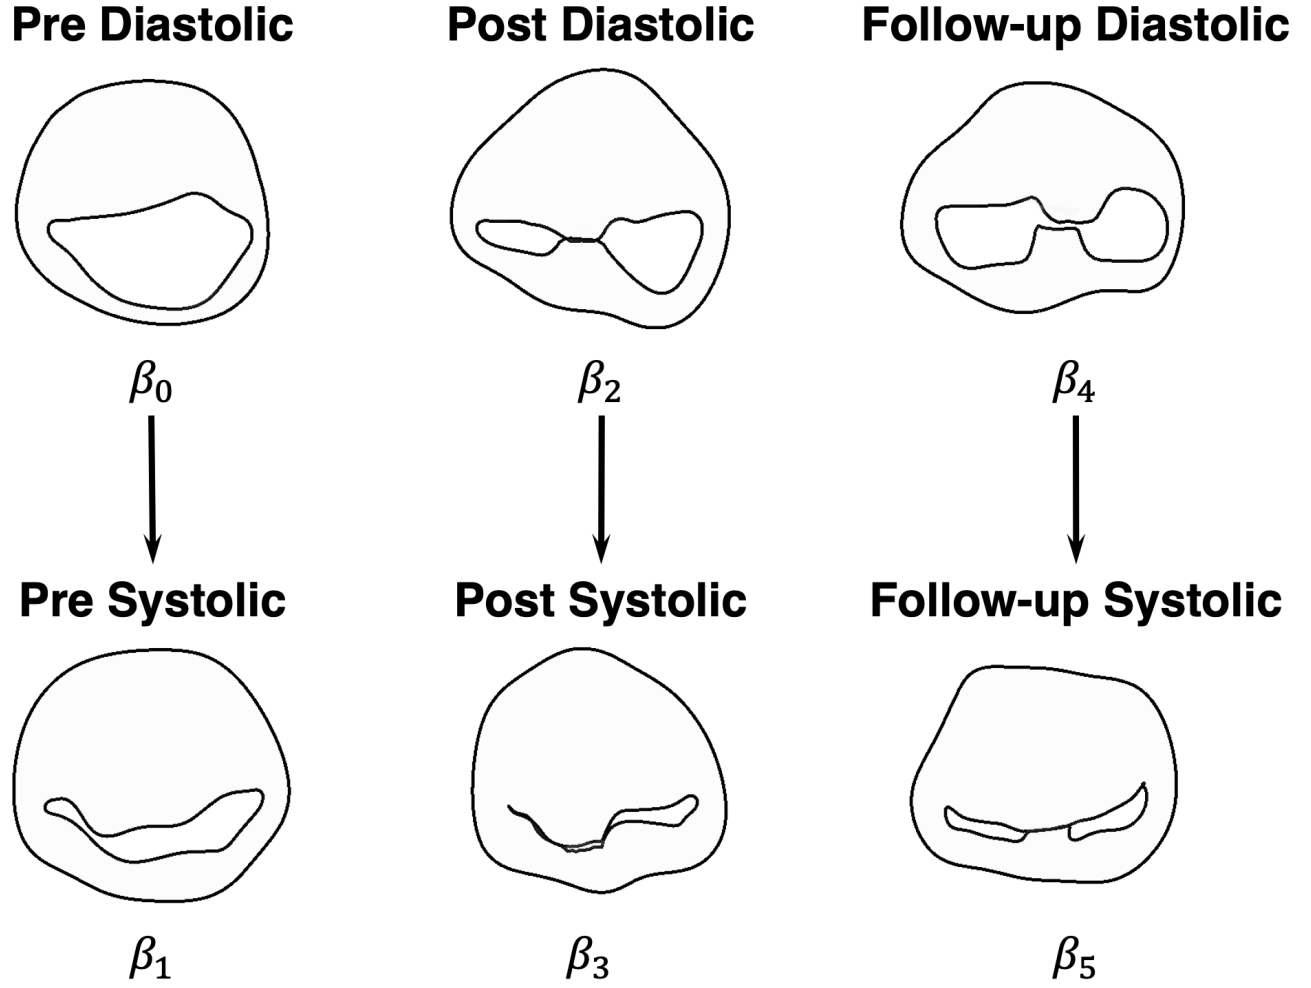 Pre Diastolic Post Diastolic Follow-up Diastolic
β0 β2 β4
Pre Systolic Post Systolic Follow-up Systolic
β1 β3 β5